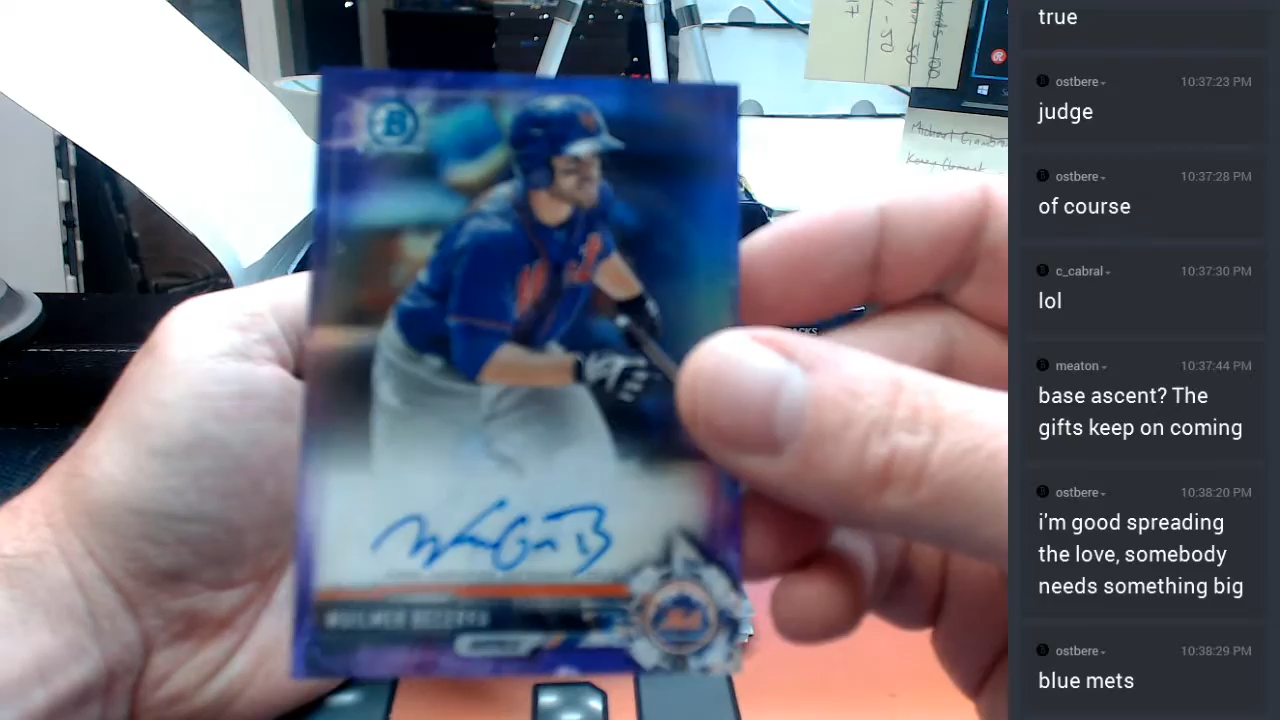 true
ostbere
10:37:23 PM
judge
ostbere
10:37:28 PM
of course
c_cabral
10:37:30 PM
lol
meaton
10:37:44 PM
base ascent? The
gifts keep on coming
ostbere
10:38:20 PM
i'm good spreading
the love, somebody
needs something big
ostbere
10:38:29 PM
blue mets
B
Michael